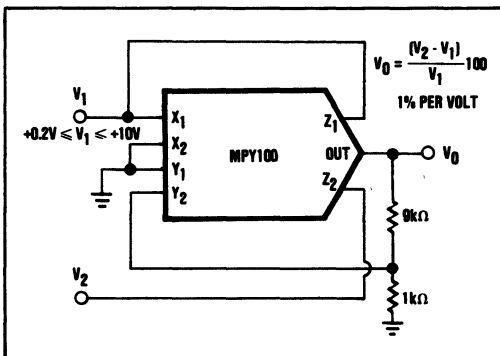 V₁
+0.2V ≤ V₁ ≤ +10V
X₁
X₂
Y₁
Y₂
MPY100
Z₁
OUT
Z₂
V₀
V₀ = (V₂ - V₁) / V₁ 100
1% PER VOLT
9kΩ
1kΩ
V₂